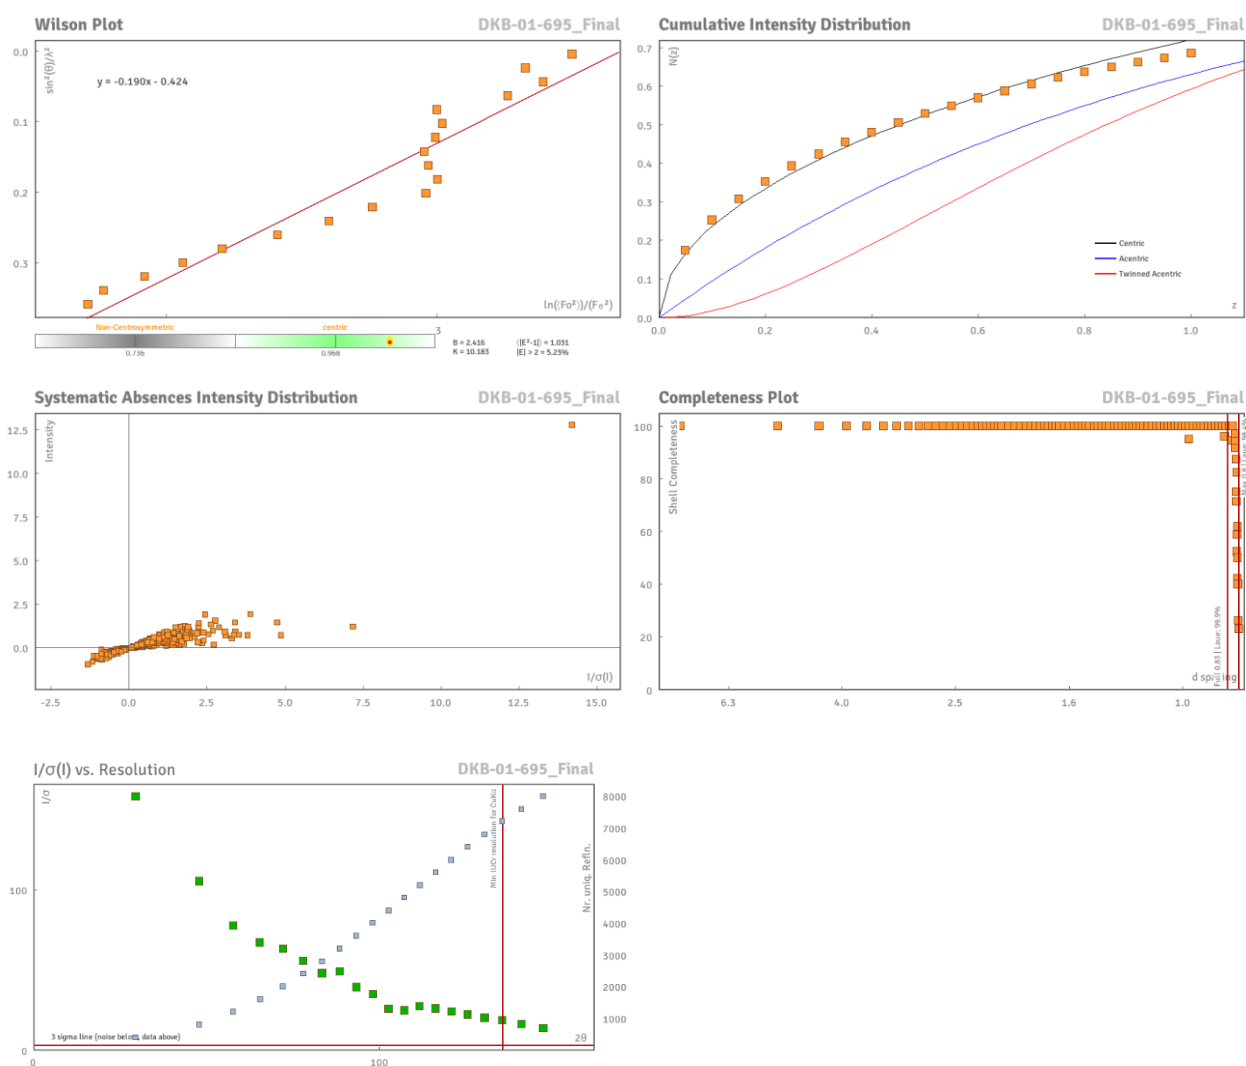 Wilson Plot DKB-01-695_Final
sin²(θ)/λ²
y = -0.190x - 0.424
0.0
0.1
0.2
0.3
ln(⟨Fo²⟩)/(Fe²)
3
Non-Centrosymmetric centric
0.736 0.968
B = 2.416 ⟨|E²-1|⟩ = 1.031
K = 10.183 |E| > 2 = 5.23%
Cumulative Intensity Distribution DKB-01-695_Final
N(z)
0.7
0.6
0.5
0.4
0.3
0.2
0.1
0.0
Centric
Acentric
Twinned Acentric
z
0.0 0.2 0.4 0.6 0.8 1.0
Systematic Absences Intensity Distribution DKB-01-695_Final
Intensity
12.5
10.0
7.5
5.0
2.5
0.0
I/σ(I)
-2.5 0.0 2.5 5.0 7.5 10.0 12.5 15.0
Completeness Plot DKB-01-695_Final
Shell Completeness
100
80
60
40
20
0
Full 0.83 | Laue: 99.9%
d sp ing
6.3 4.0 2.5 1.6 1.0
I/σ(I) vs. Resolution DKB-01-695_Final
I/σ
100
0
Min IUCr resolution for CuKα
Nr. uniq. Refln.
8000
7000
6000
5000
4000
3000
2000
1000
3 sigma line (noise below, data above)
2θ
0 100